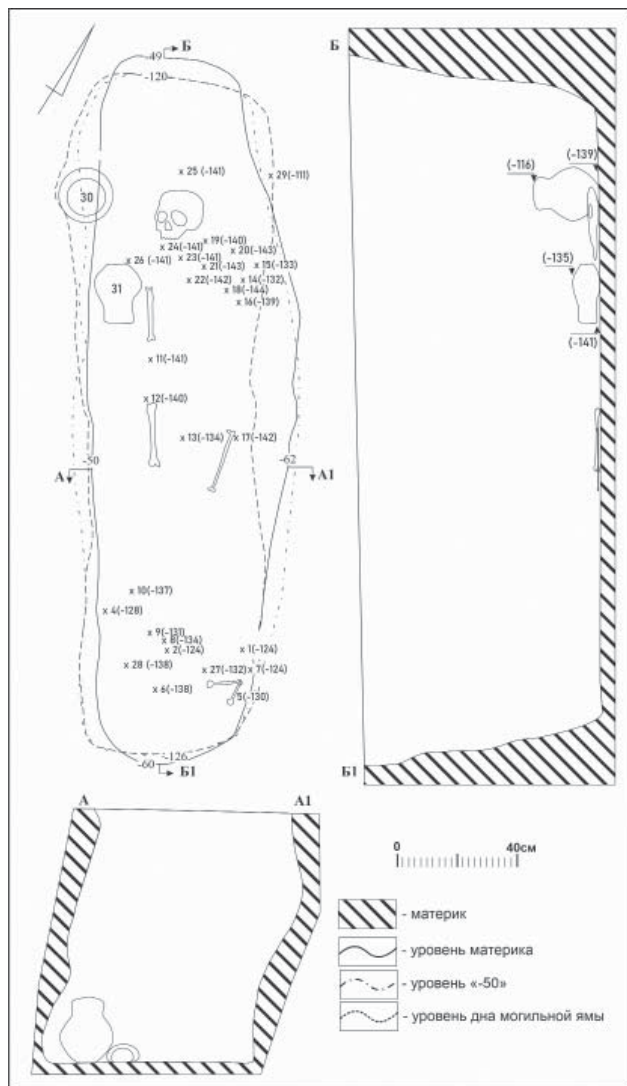 Б
-49
-120
x 25 (-141)
x 29(-111)
30
x 19(-140)
x 24(-141)
x 20(-143)
x 23(-141)
x 26 (-141)
x 21(-143)
x 15(-133)
x 22(-142)
x 14(-132)
x 18(-144)
x 16(-139)
31
x 11(-141)
x 12(-140)
x 13(-134)
x 17(-142)
-50
-62
А
А1
x 10(-137)
x 4(-128)
x 9(-131)
x 8(-134)
x 2(-124)
x 1(-124)
x 28 (-138)
x 27(-132)
x 7(-124)
x 6(-138)
5(-130)
-126
-60
Б1
Б
(-139)
(-116)
(-135)
(-141)
Б1
А
А1
0
40см
- материк
- уровень материка
- уровень «-50»
- уровень дна могильной ямы